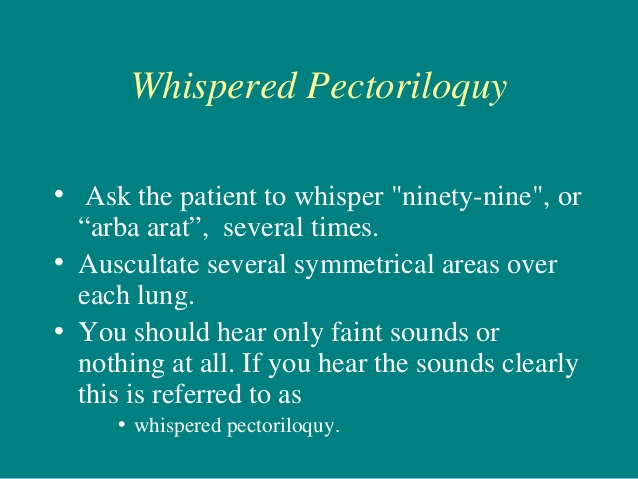 Whispered Pectoriloquy
• Ask the patient to whisper "ninety-nine", or
“arba arat”, several times.
• Auscultate several symmetrical areas over
each lung.
• You should hear only faint sounds or
nothing at all. If you hear the sounds clearly
this is referred to as
• whispered pectoriloquy.